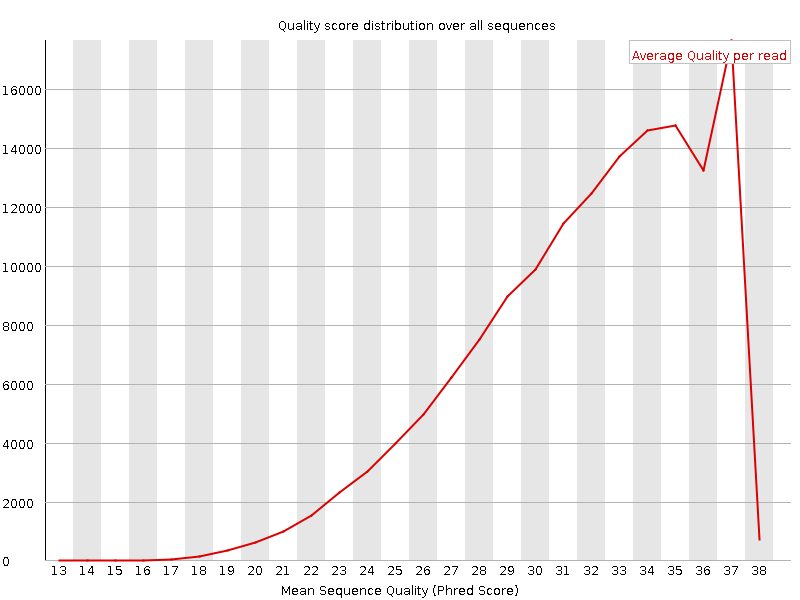 Quality score distribution over all sequences
Average Quality per read
16000
14000
12000
10000
8000
6000
4000
2000
0
13 14 15 16 17 18 19 20 21 22 23 24 25 26 27 28 29 30 31 32 33 34 35 36 37 38
Mean Sequence Quality (Phred Score)